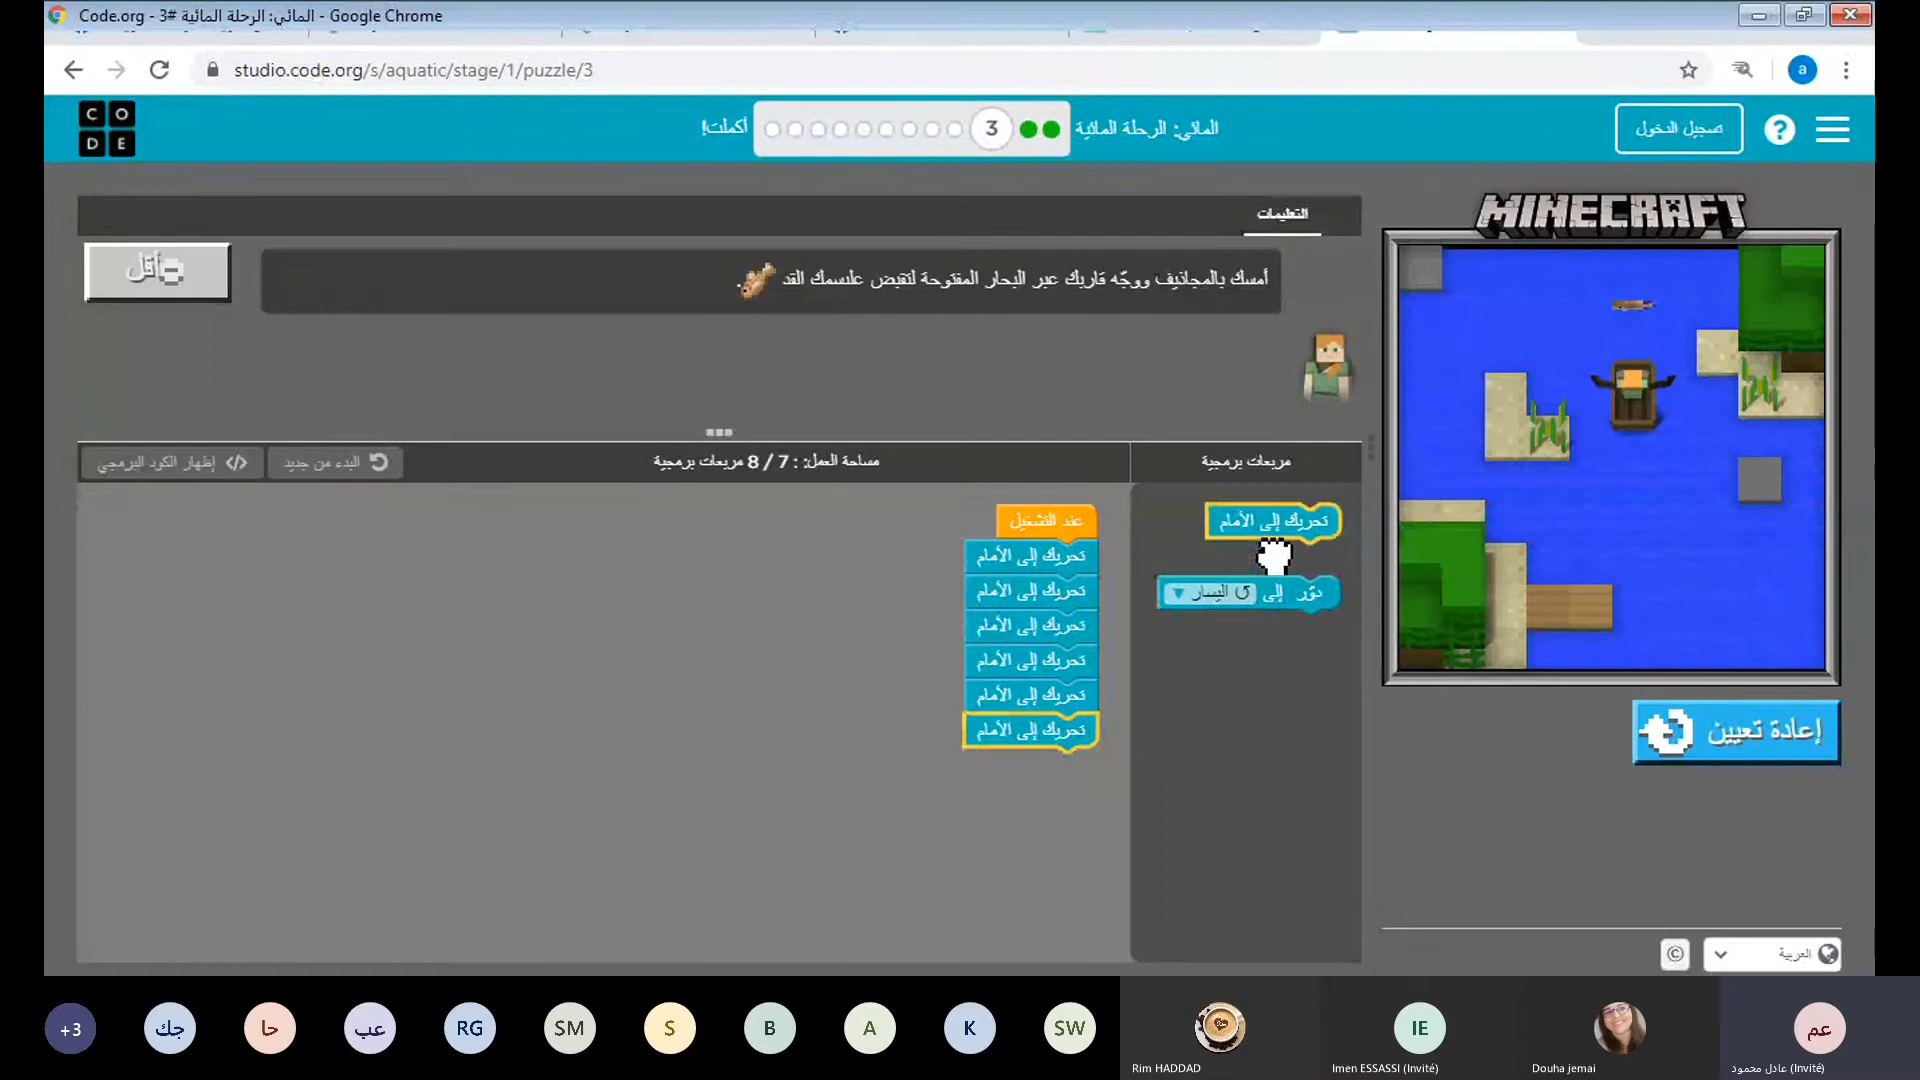 Code.org - المائي: الرحلة المائية #3 - Google Chrome
studio.code.org/s/aquatic/stage/1/puzzle/3
CODE
المائي: الرحلة المائية
3
أكملت!
تسجيل الدخول
?
التعليمات
أقل
أمسك بالمجاذيف ووجّه قاربك عبر البحار المفتوحة لتقبض علىسمك القد
MINECRAFT
مربعات برمجية
مساحة العمل: : 7 / 8 مربعات برمجية
البدء من جديد
إظهار الكود البرمجي
تحريك إلى الأمام
دوّر إلى اليسار
عند التشغيل
تحريك إلى الأمام
تحريك إلى الأمام
تحريك إلى الأمام
تحريك إلى الأمام
تحريك إلى الأمام
تحريك إلى الأمام
إعادة تعيين
العربية
©
+3
جك
حا
عب
RG
SM
S
B
A
K
SW
Rim HADDAD
IE
Imen ESSASSI (Invité)
Douha jemai
عم
عادل محمود (Invité)